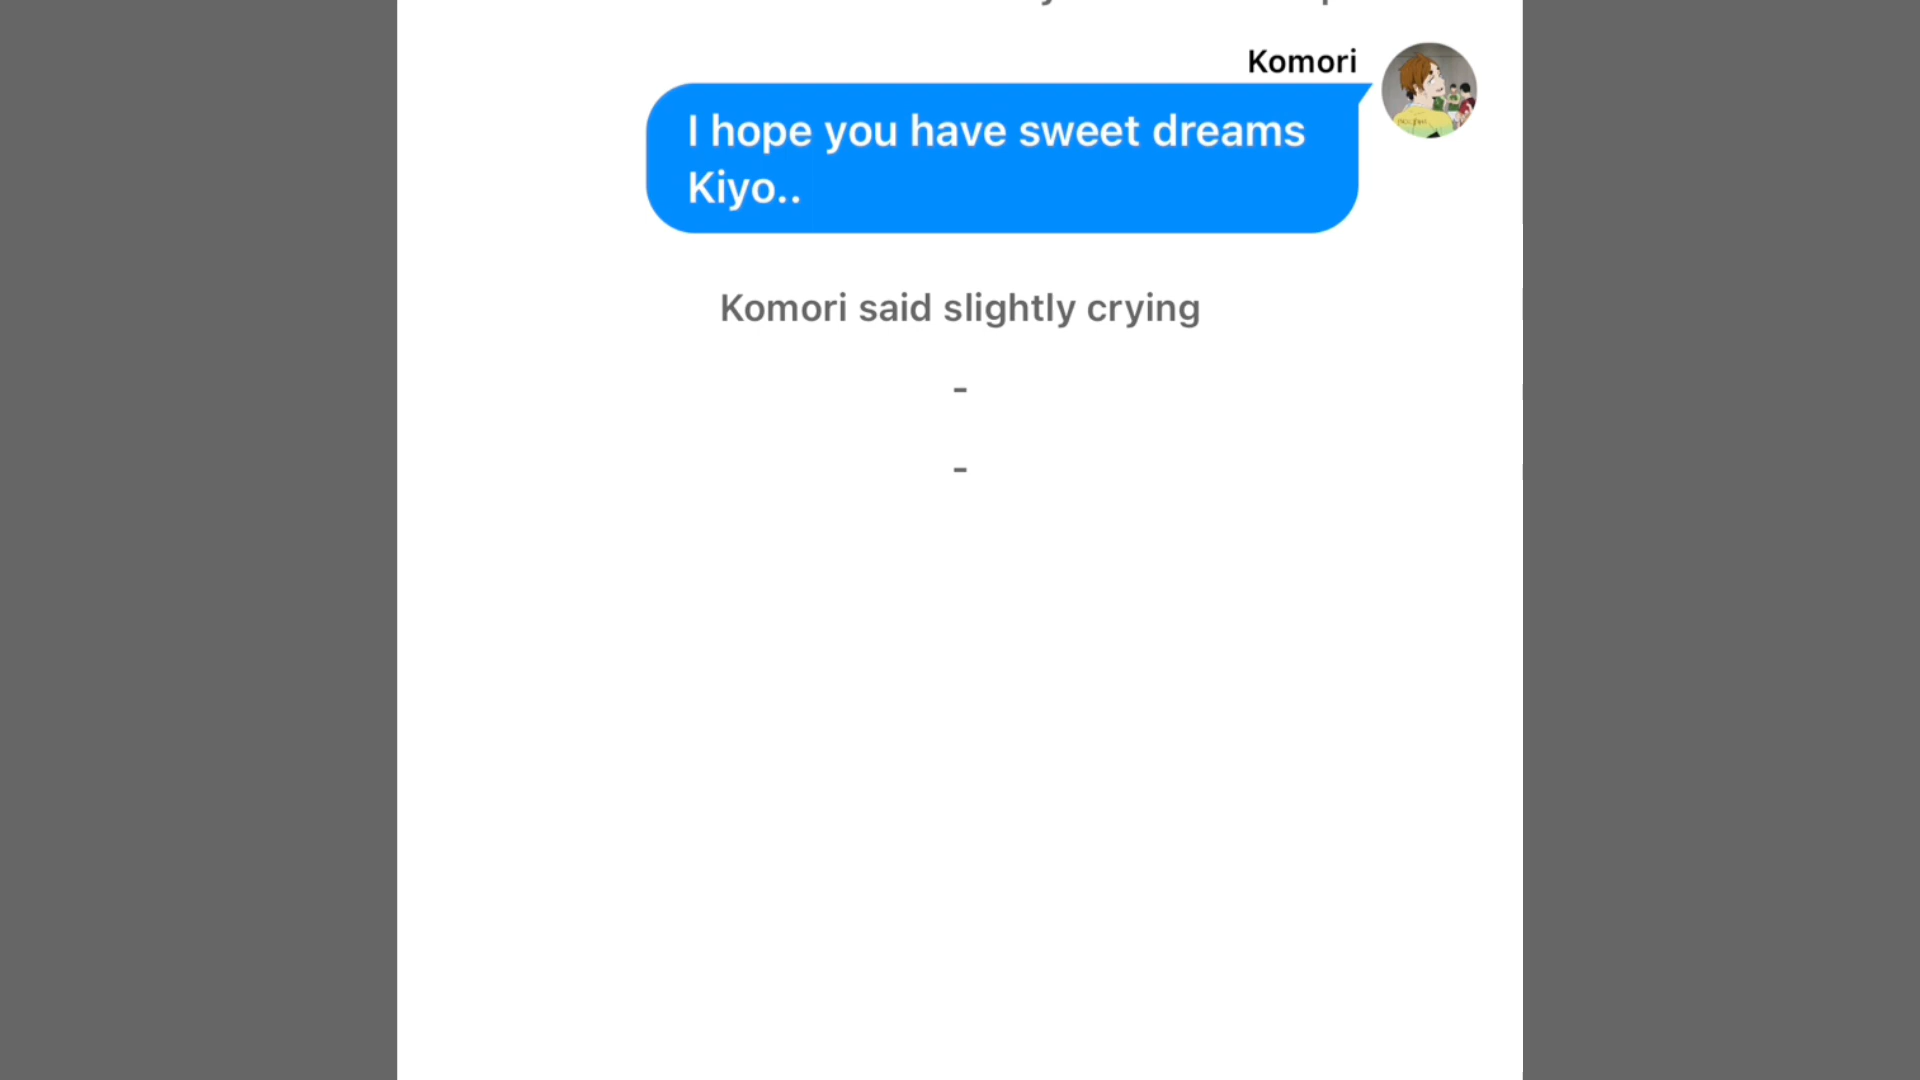 Komori
I hope you have sweet dreams
Kiyo..
Komori said slightly crying
-
-